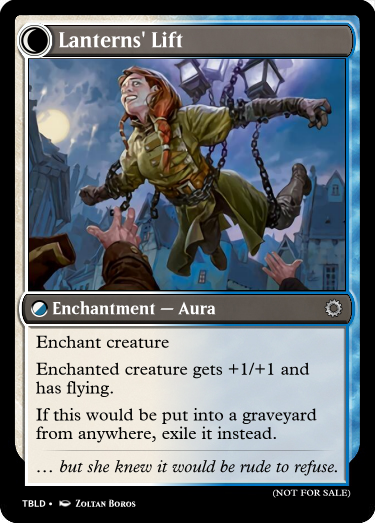 Lanterns' Lift
Enchantment — Aura
Enchant creature
Enchanted creature gets +1/+1 and
has flying.
If this would be put into a graveyard
from anywhere, exile it instead.
… but she knew it would be rude to refuse.
(NOT FOR SALE)
TBLD • Zoltan Boros